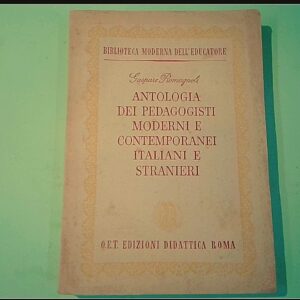 BIBLIOTECA MODERNA DELL'EDUCATORE
Gaspare Romagnoli
ANTOLOGIA
DEI PEDAGOGISTI
MODERNI E
CONTEMPORANEI
ITALIANI E
STRANIERI
O.E.T. EDIZIONI DIDATTICA ROMA